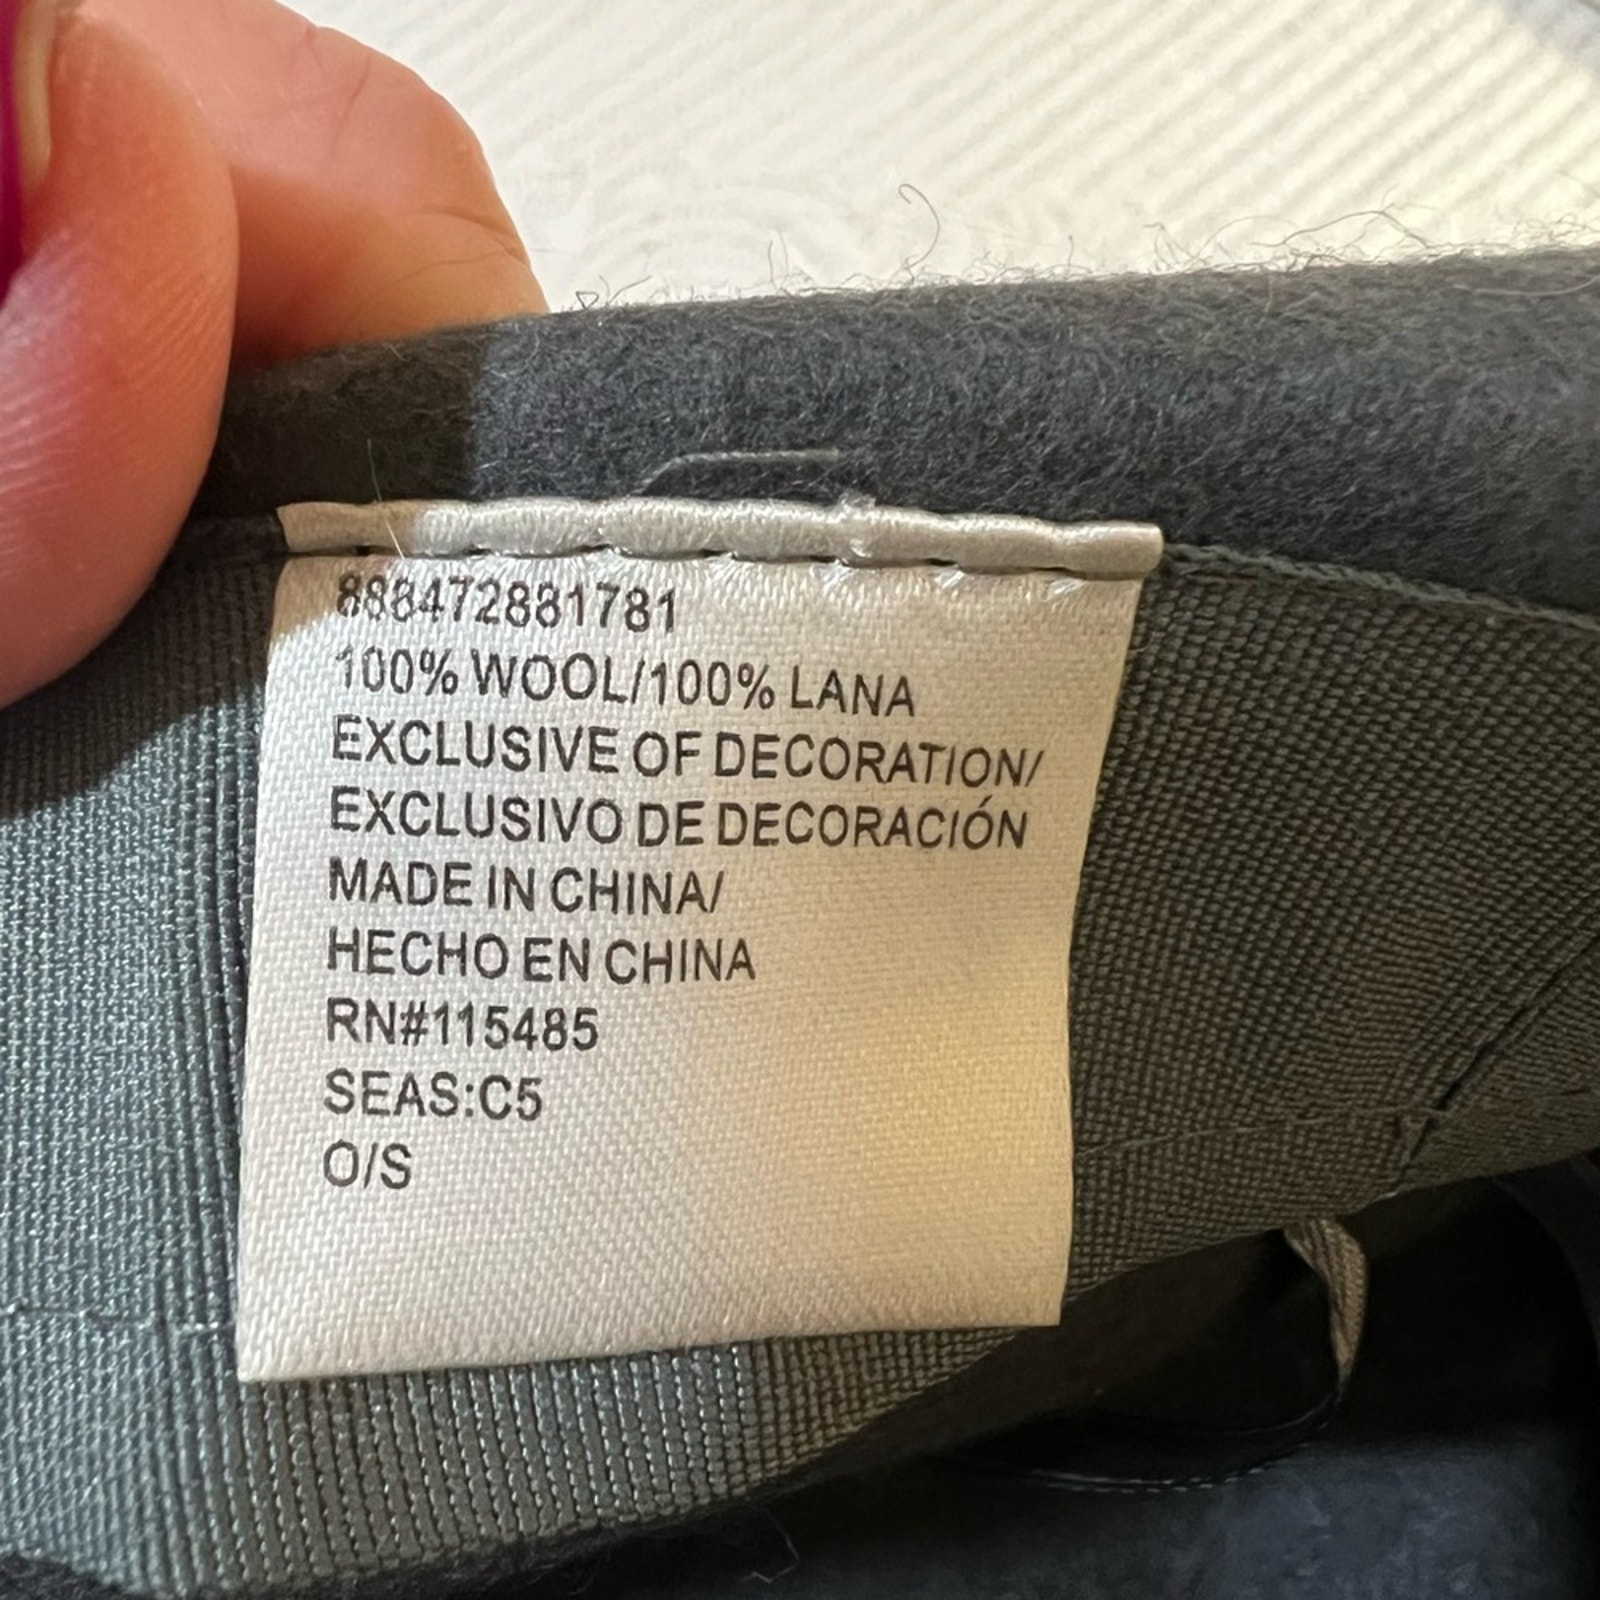 888472881781
100% WOOL/100% LANA
EXCLUSIVE OF DECORATION/
EXCLUSIVO DE DECORACIÓN
MADE IN CHINA/
HECHO EN CHINA
RN#115485
SEAS:C5
O/S